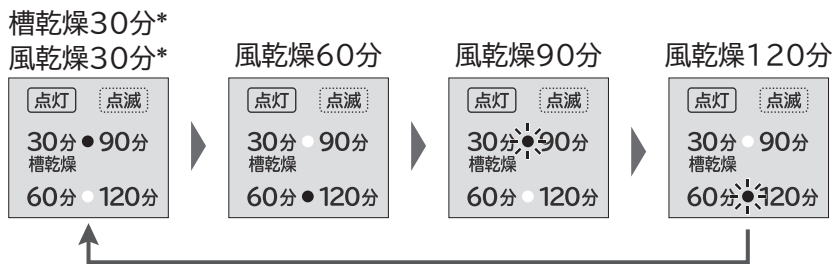 槽乾燥30分*
風乾燥30分*
風乾燥60分
風乾燥90分
風乾燥120分
点灯 点滅
30分 90分
槽乾燥
60分 120分
点灯 点滅
30分 90分
槽乾燥
60分 120分
点灯 点滅
30分 90分
槽乾燥
60分 120分
点灯 点滅
30分 90分
槽乾燥
60分 120分